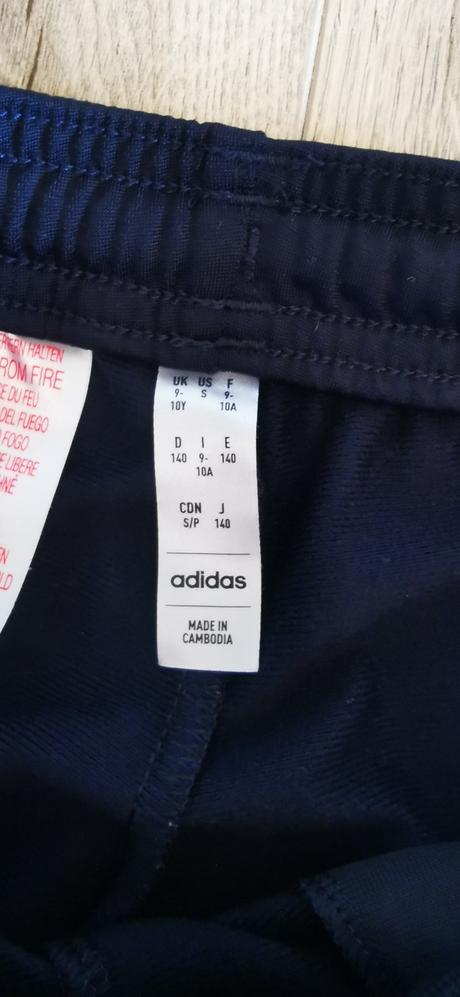 HALTEN
FROM FIRE
DU FEU
DEL FUEGO
FOGO
LIBERE
UK US F
9- S 9-
10Y 10A
D I E
140 9- 140
10A
CDN J
S/P 140
adidas
MADE IN
CAMBODIA